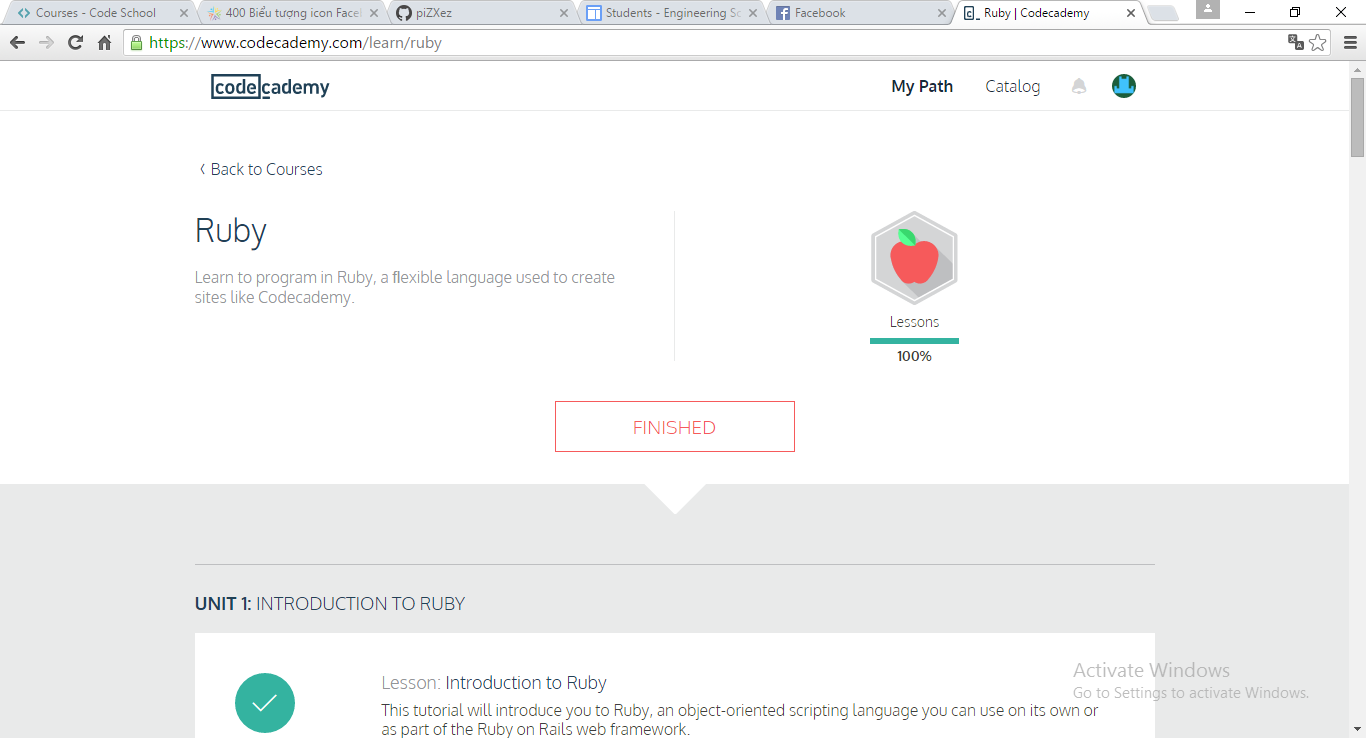 Courses - Code School
400 Biểu tượng icon Facel
piZXez
Students - Engineering Sc
Facebook
Ruby | Codecademy
https://www.codecademy.com/learn/ruby
codecademy
My Path
Catalog
Back to Courses
Ruby
Learn to program in Ruby, a flexible language used to create
sites like Codecademy.
Lessons
100%
FINISHED
UNIT 1: INTRODUCTION TO RUBY
Lesson: Introduction to Ruby
This tutorial will introduce you to Ruby, an object-oriented scripting language you can use on its own or
as part of the Ruby on Rails web framework.
Activate Windows
Go to Settings to activate Windows.